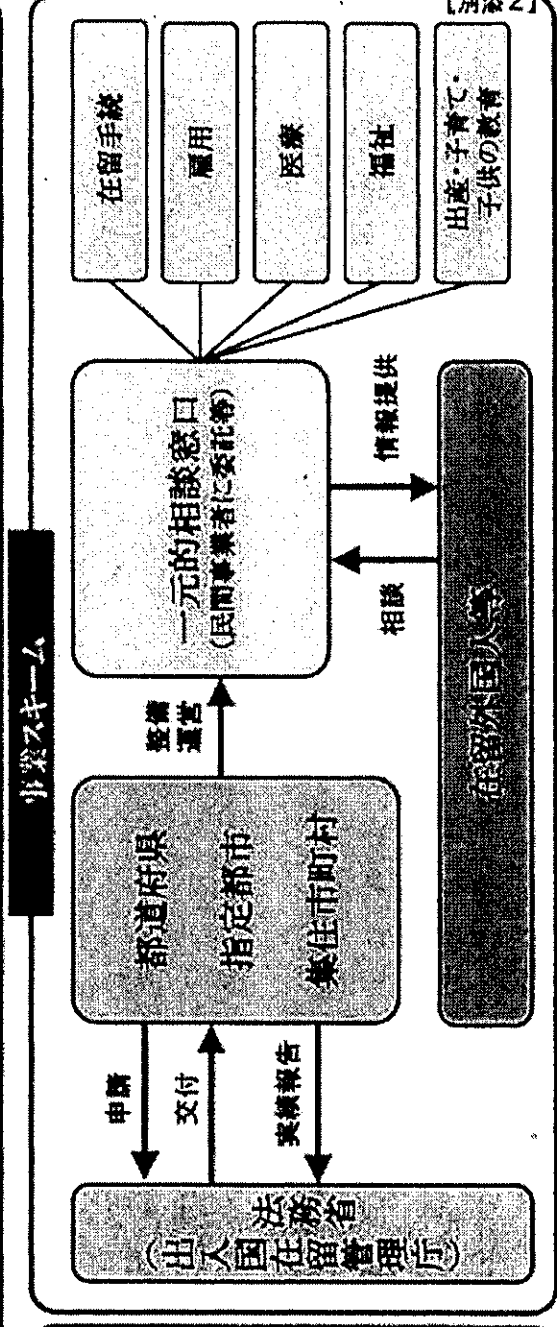 【別添2】
事業スキーム
法務省
(出入国在留管理庁)
申請
交付
実績報告
都道府県
指定都市
集住市町村
整備
運営
一元的相談窓口
(民間事業者に委託等)
在留手続
雇用
医療
福祉
出産・子育て・
子供の教育
相談
情報提供
在留外国人等